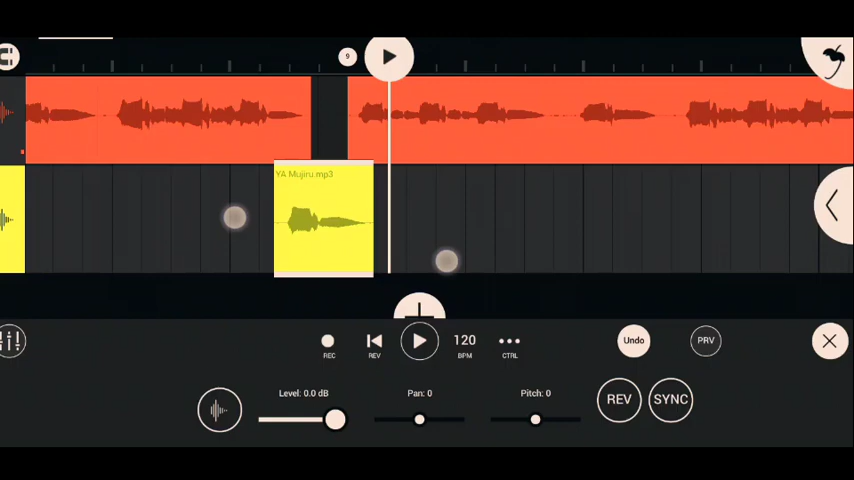 9
YA Mujiru.mp3
120
Undo
PRV
REC
REV
BPM
CTRL
Level: 0.0 dB
Pan: 0
Pitch: 0
REV
SYNC